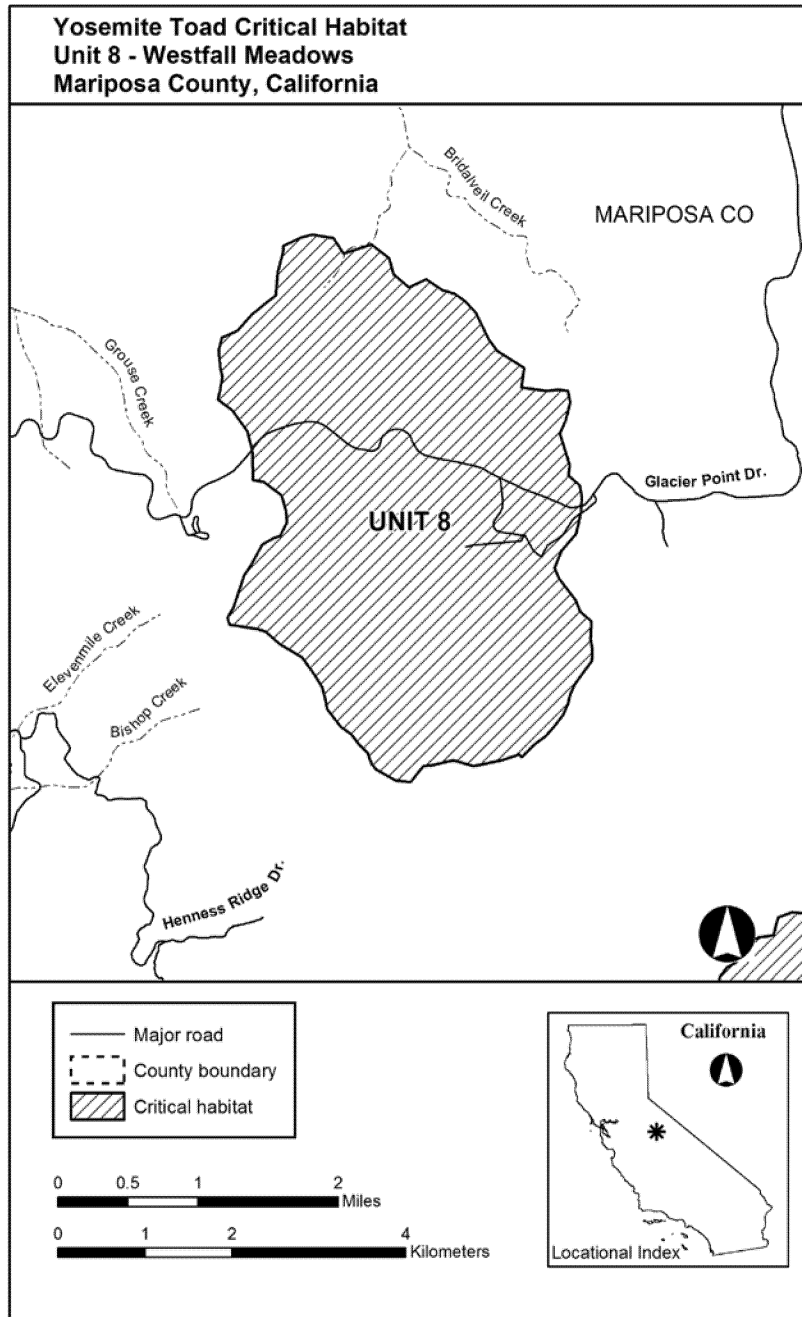 Yosemite Toad Critical Habitat
Unit 8 - Westfall Meadows
Mariposa County, California
Bridalveil Creek
MARIPOSA CO
Grouse Creek
Glacier Point Dr.
UNIT 8
Elevenmile Creek
Bishop Creek
Henness Ridge Dr.
Major road
County boundary
Critical habitat
0 0.5 1 2
Miles
0 1 2 4
Kilometers
California
Locational Index